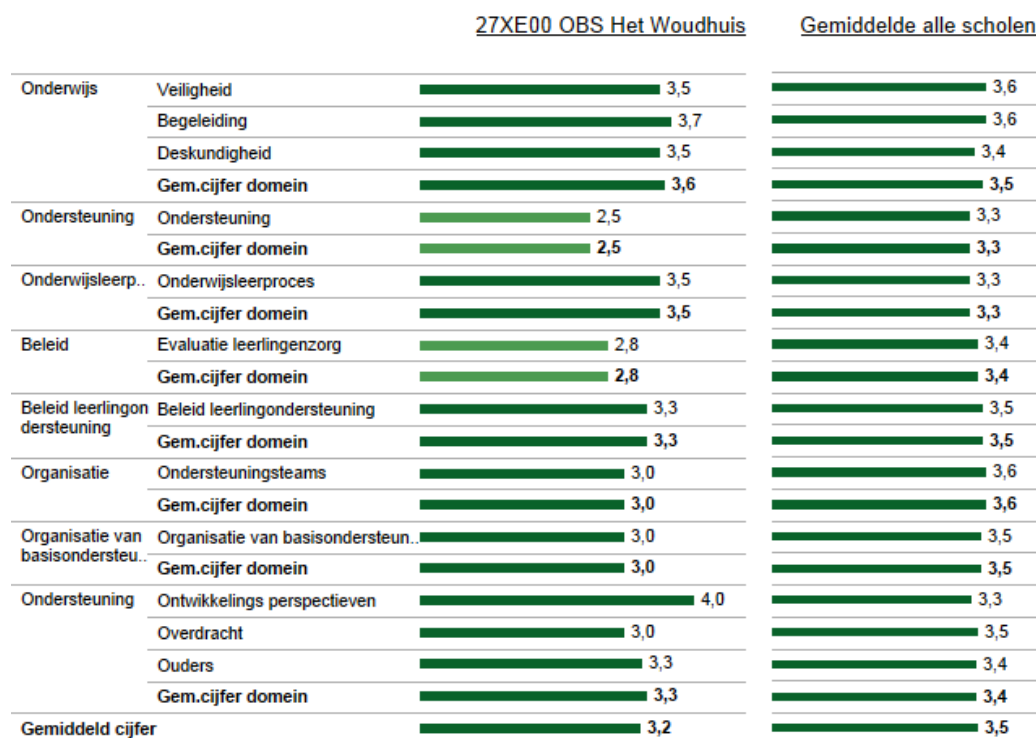 27XE00 OBS Het Woudhuis Gemiddelde alle scholen
Onderwijs Veiligheid 3,5 3,6
Begeleiding 3,7 3,6
Deskundigheid 3,5 3,4
Gem.cijfer domein 3,6 3,5
Ondersteuning Ondersteuning 2,5 3,3
Gem.cijfer domein 2,5 3,3
Onderwijsleerp.. Onderwijsleerproces 3,5 3,3
Gem.cijfer domein 3,5 3,3
Beleid Evaluatie leerlingenzorg 2,8 3,4
Gem.cijfer domein 2,8 3,4
Beleid leerlingon Beleid leerlingondersteuning 3,3 3,5
dersteuning
Gem.cijfer domein 3,3 3,5
Organisatie Ondersteuningsteams 3,0 3,6
Gem.cijfer domein 3,0 3,6
Organisatie van Organisatie van basisondersteun.. 3,0 3,5
basisondersteu..
Gem.cijfer domein 3,0 3,5
Ondersteuning Ontwikkelings perspectieven 4,0 3,3
Overdracht 3,0 3,5
Ouders 3,3 3,4
Gem.cijfer domein 3,3 3,4
Gemiddeld cijfer 3,2 3,5